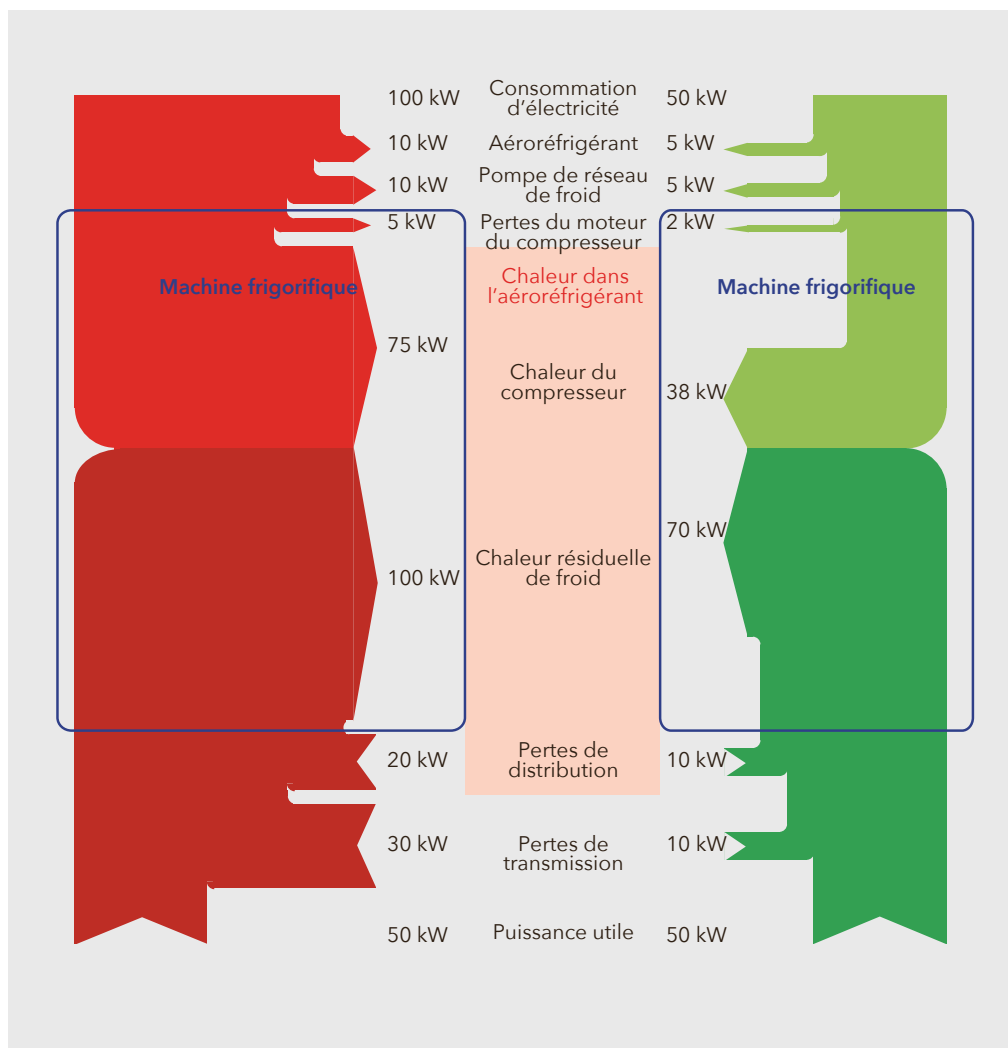 100 kW Consommation d’électricité 50 kW
10 kW Aéroréfrigérant 5 kW
10 kW Pompe de réseau de froid 5 kW
5 kW Pertes du moteur du compresseur 2 kW
Machine frigorifique
Chaleur dans l’aéroréfrigérant
Machine frigorifique
75 kW Chaleur du compresseur 38 kW
100 kW Chaleur résiduelle de froid 70 kW
20 kW Pertes de distribution 10 kW
30 kW Pertes de transmission 10 kW
50 kW Puissance utile 50 kW